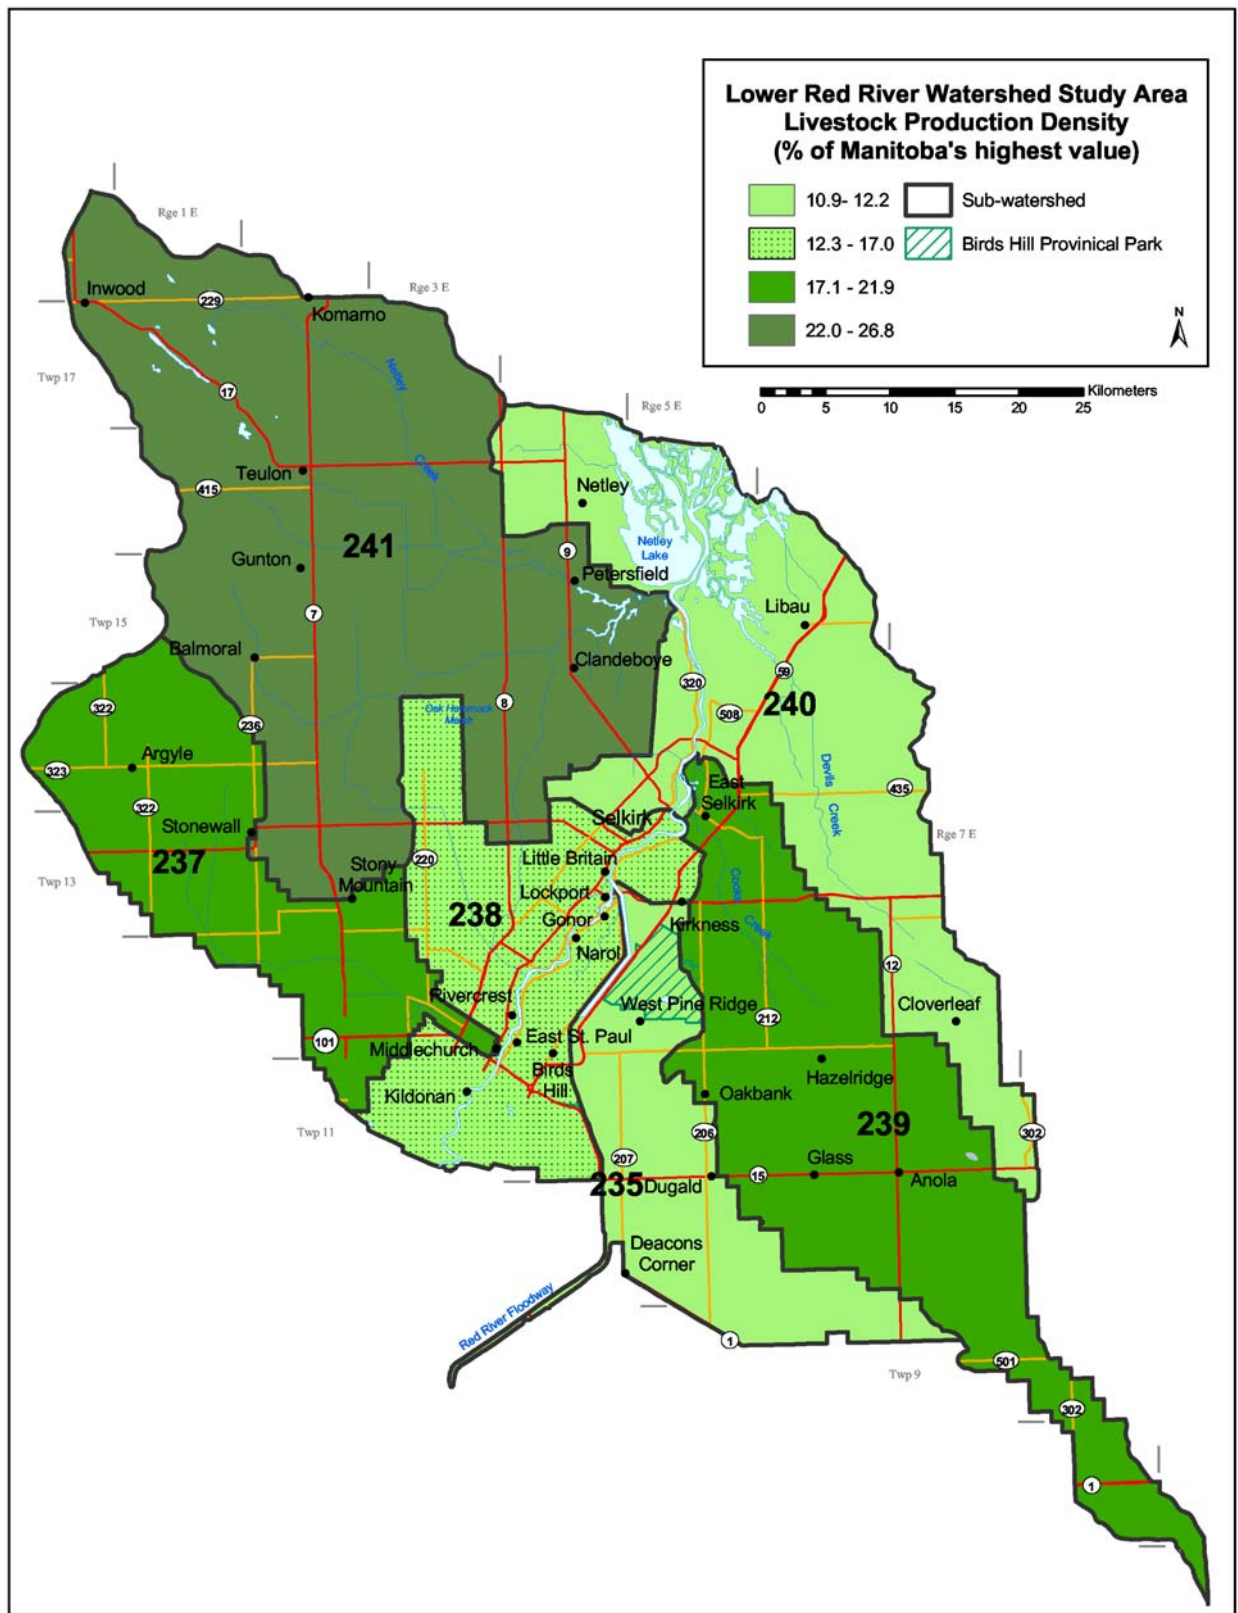 Lower Red River Watershed Study Area
Livestock Production Density
(% of Manitoba's highest value)
10.9- 12.2
Sub-watershed
12.3 - 17.0
Birds Hill Provinical Park
17.1 - 21.9
22.0 - 26.8
N
Kilometers
0 5 10 15 20 25
Rge 1 E
Rge 3 E
Inwood
229
Komarno
Twp 17
Netley
Creek
17
Rge 5 E
Teulon
415
Netley
241
9
Netley
Lake
Gunton
Petersfield
7
Libau
Twp 15
Balmoral
Clandeboye
59
320
322
236
Oak Hammock
Marsh
8
508
240
Argyle
323
Devils
Creek
East
Selkirk
435
322
Stonewall
Selkirk
Rge 7 E
237
220
Little Britain
Stony
Mountain
Twp 13
Lockport
Cooks
Creek
238
Gonor
Kirkness
Narol
12
Rivercrest
West Pine Ridge
Cloverleaf
212
101
East St. Paul
Middlechurch
Birds
Hill
Hazelridge
Kildonan
Oakbank
239
Twp 11
206
302
207
Glass
235
Dugald
15
Anola
Deacons
Corner
Red River Floodway
1
Twp 9
501
302
1